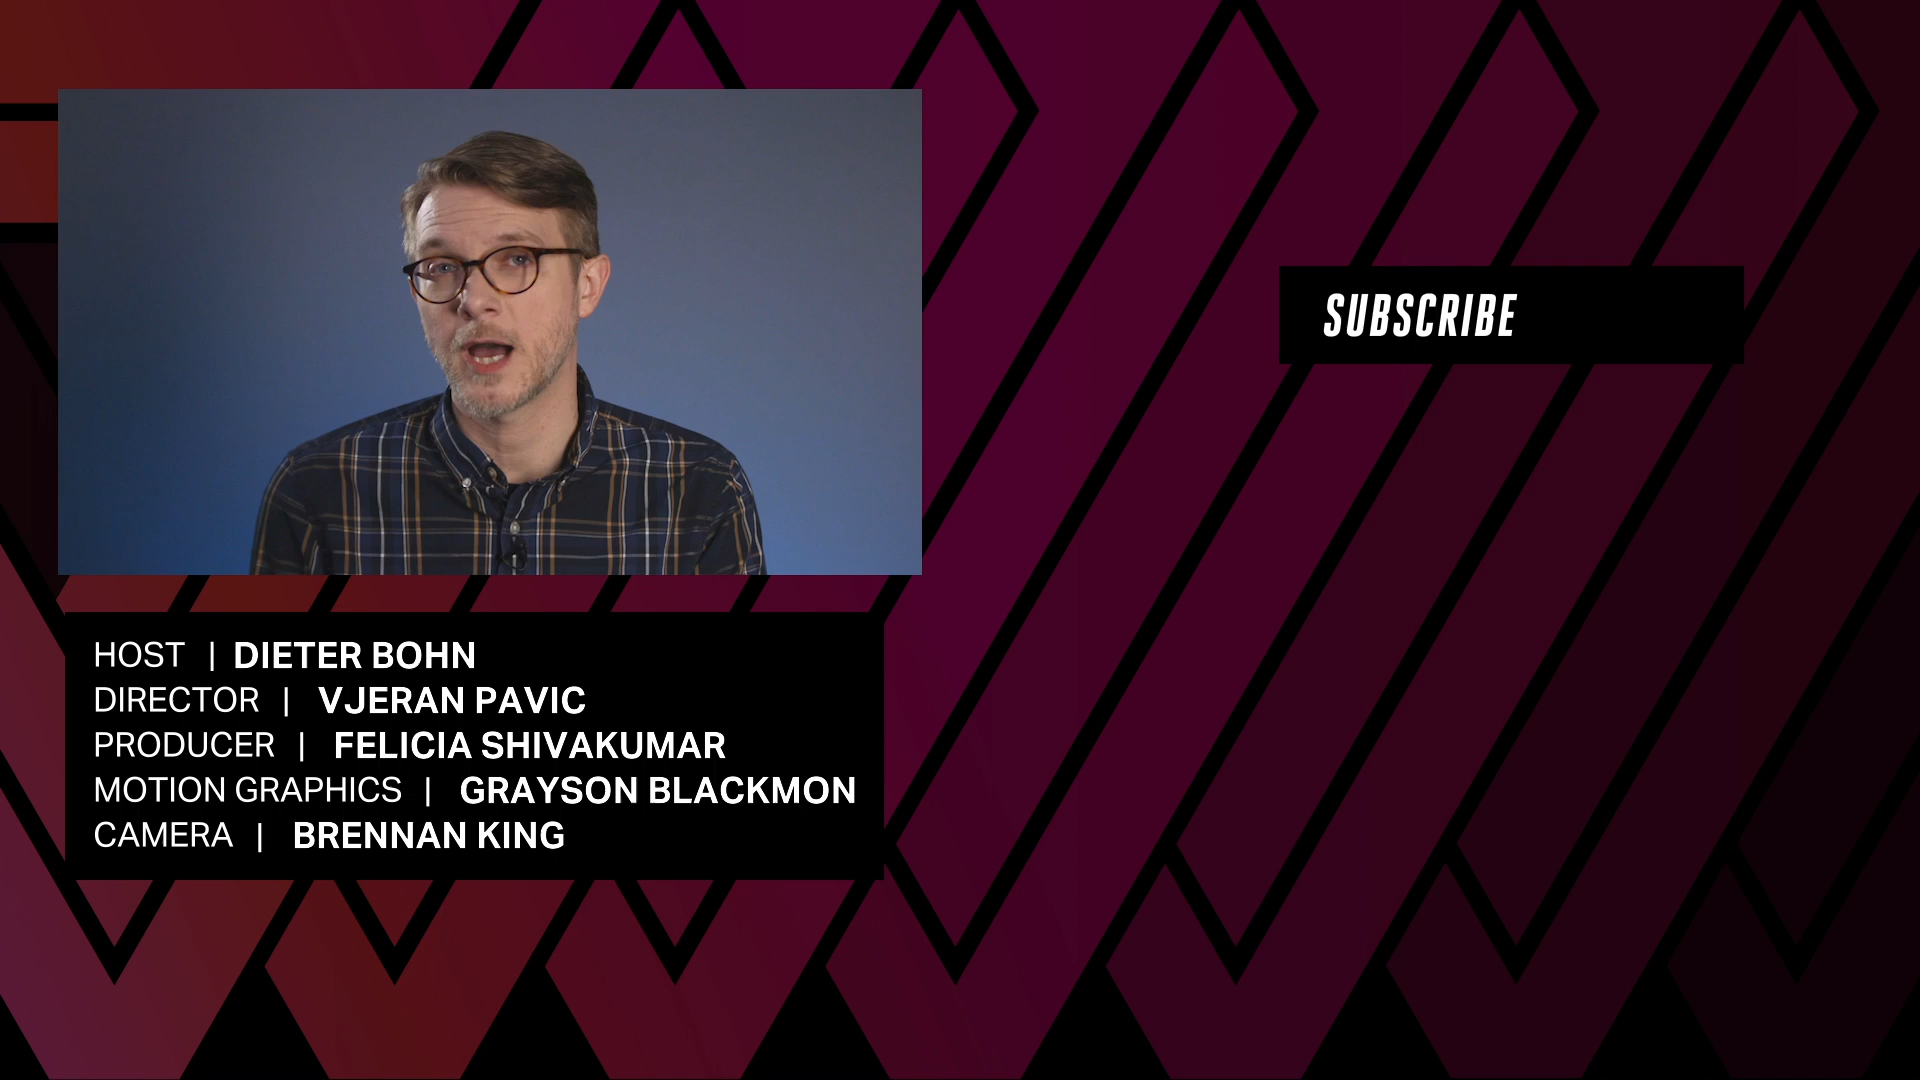 SUBSCRIBE
HOST | DIETER BOHN
DIRECTOR | VJERAN PAVIC
PRODUCER | FELICIA SHIVAKUMAR
MOTION GRAPHICS | GRAYSON BLACKMON
CAMERA | BRENNAN KING